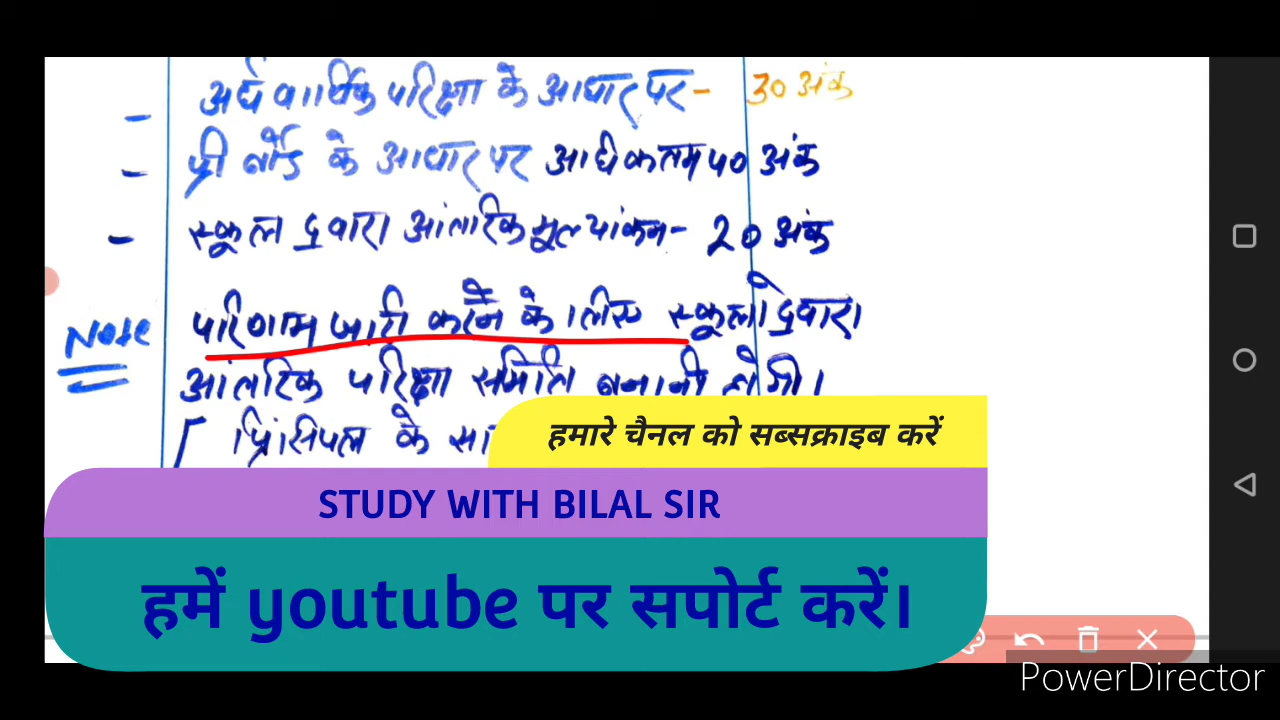 अर्ध वार्षिक परिक्षा के आधार पर - 30 अंक
- प्री बोर्ड के आधार पर अधिकतम 40 अंक
- स्कूल द्वारा आंतरिक मूल्यांकन - 20 अंक
Note परिणाम जारी करने के लिए स्कूलो द्वारा
आंतरिक परिक्षा समिति बनानी होगी।
[ प्रिंसिपल के
हमारे चैनल को सब्सक्राइब करें
STUDY WITH BILAL SIR
हमें youtube पर सपोर्ट करें।
PowerDirector